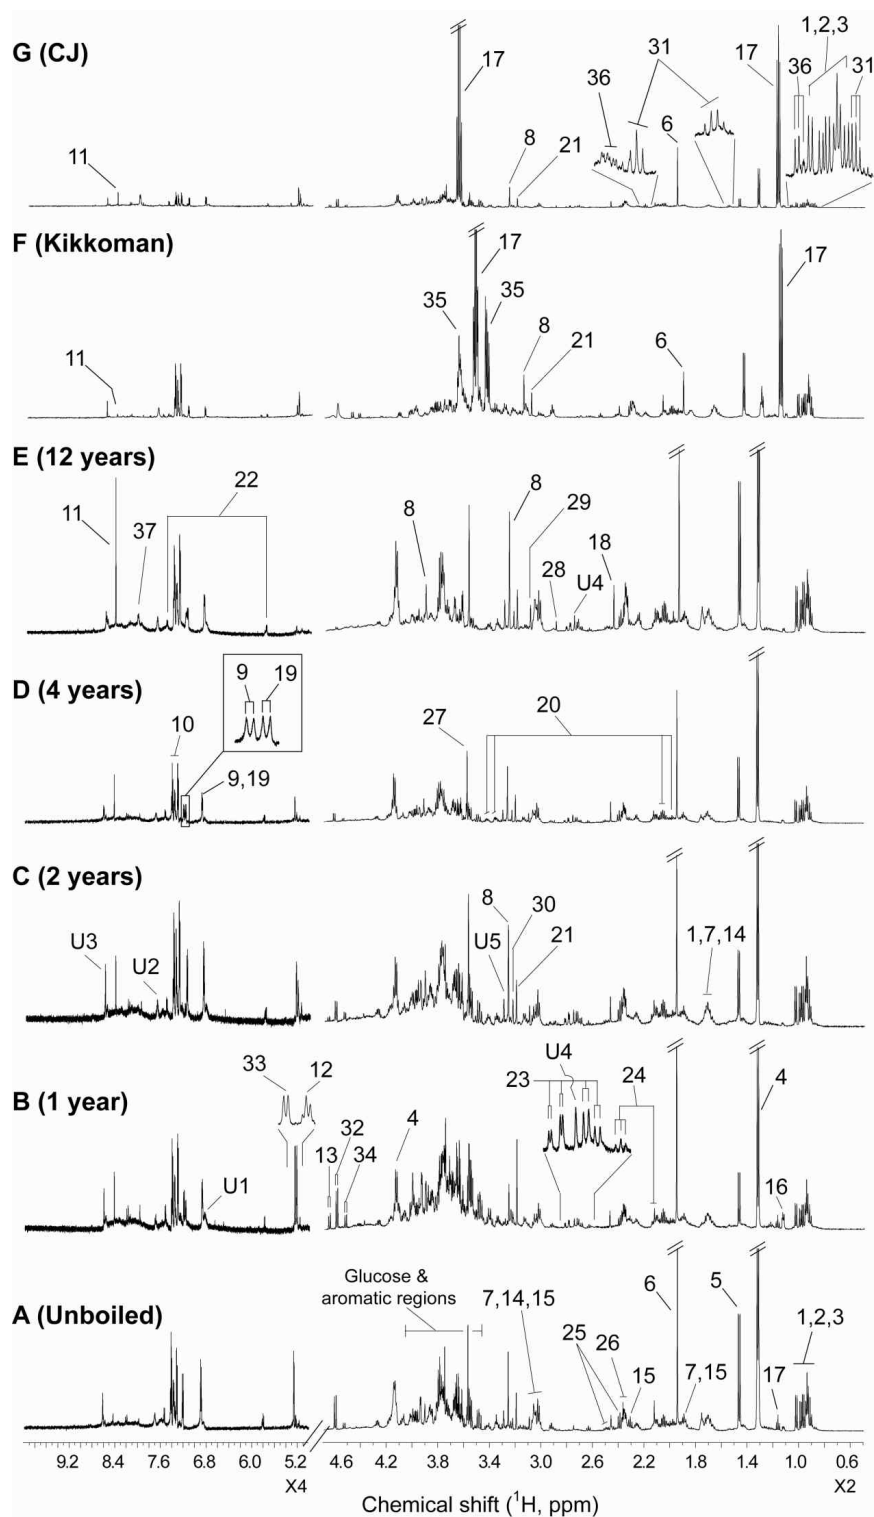 G (CJ)
17
1,2,3
31
17
36
31
36
6
8
21
11
F (Kikkoman)
17
17
35
35
8
21
6
11
E (12 years)
22
8
8
29
11
37
18
28
U4
D (4 years)
9
19
10
27
20
9,19
C (2 years)
8
30
U5
21
1,7,14
U3
U2
B (1 year)
33
12
U4
23
24
4
4
32
13
34
16
U1
Glucose &
aromatic regions
A (Unboiled)
7,14,15
6
5
1,2,3
25
26
15
7,15
17
9.2 8.4 7.6 6.8 6.0 5.2 4.6 4.0 3.4 3.0 2.6 2.2 1.8 1.4 1.0 0.6
X4
X2
Chemical shift (¹H, ppm)